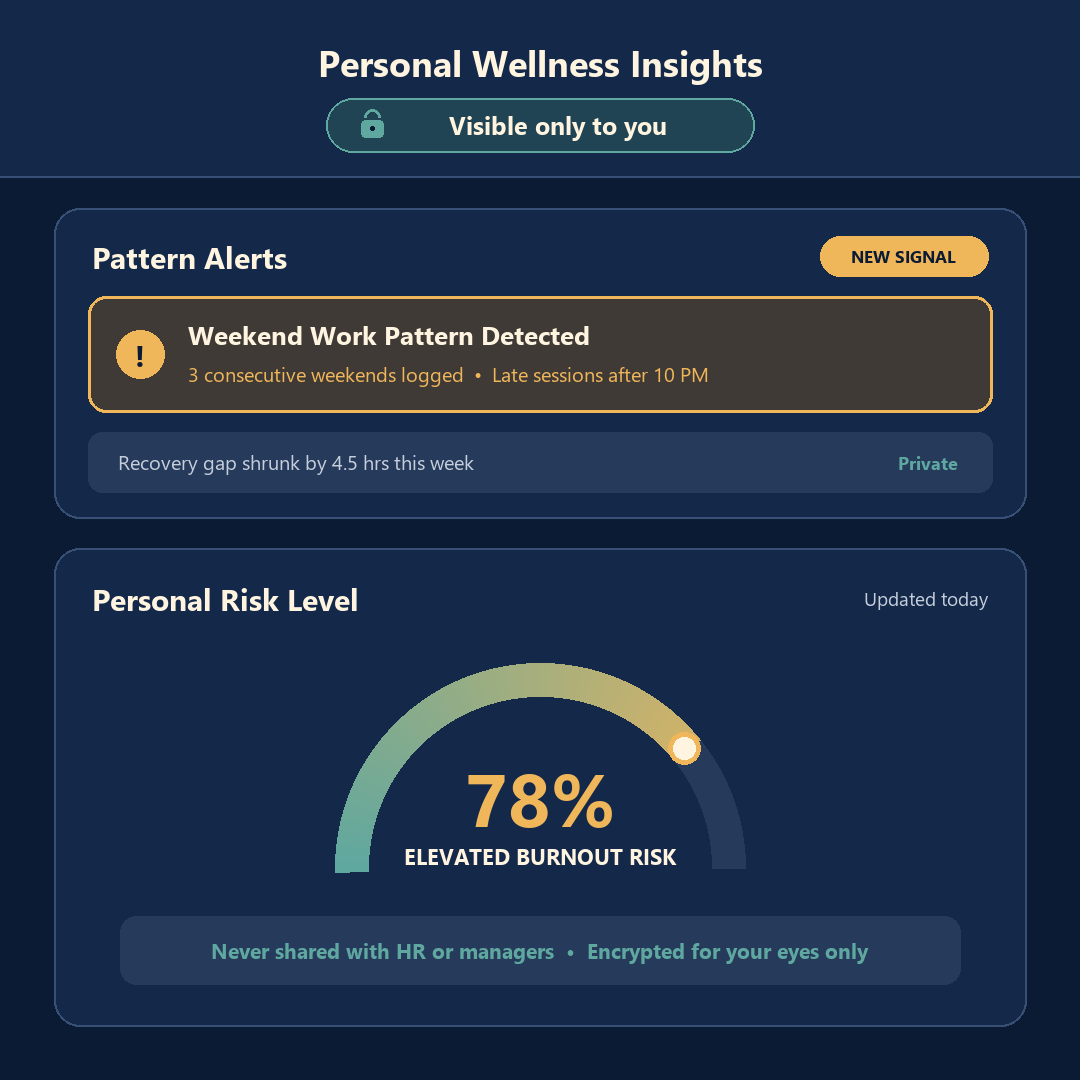 Personal Wellness Insights
Visible only to you
Pattern Alerts
NEW SIGNAL
!
Weekend Work Pattern Detected
3 consecutive weekends logged • Late sessions after 10 PM
Recovery gap shrunk by 4.5 hrs this week
Private
Personal Risk Level
Updated today
78%
ELEVATED BURNOUT RISK
Never shared with HR or managers • Encrypted for your eyes only